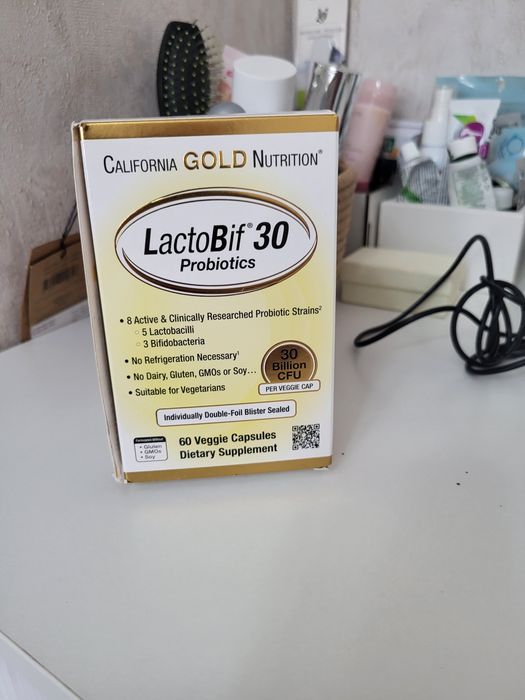 CALIFORNIA GOLD NUTRITION®
LactoBif® 30
Probiotics
• 8 Active & Clinically Researched Probiotic Strains²
○ 5 Lactobacilli
○ 3 Bifidobacteria
• No Refrigeration Necessary¹
• No Dairy, Gluten, GMOs or Soy...
• Suitable for Vegetarians
30
Billion
CFU
PER VEGGIE CAP
Individually Double-Foil Blister Sealed
Formulated Without
• Gluten
• GMOs
• Soy
60 Veggie Capsules
Dietary Supplement